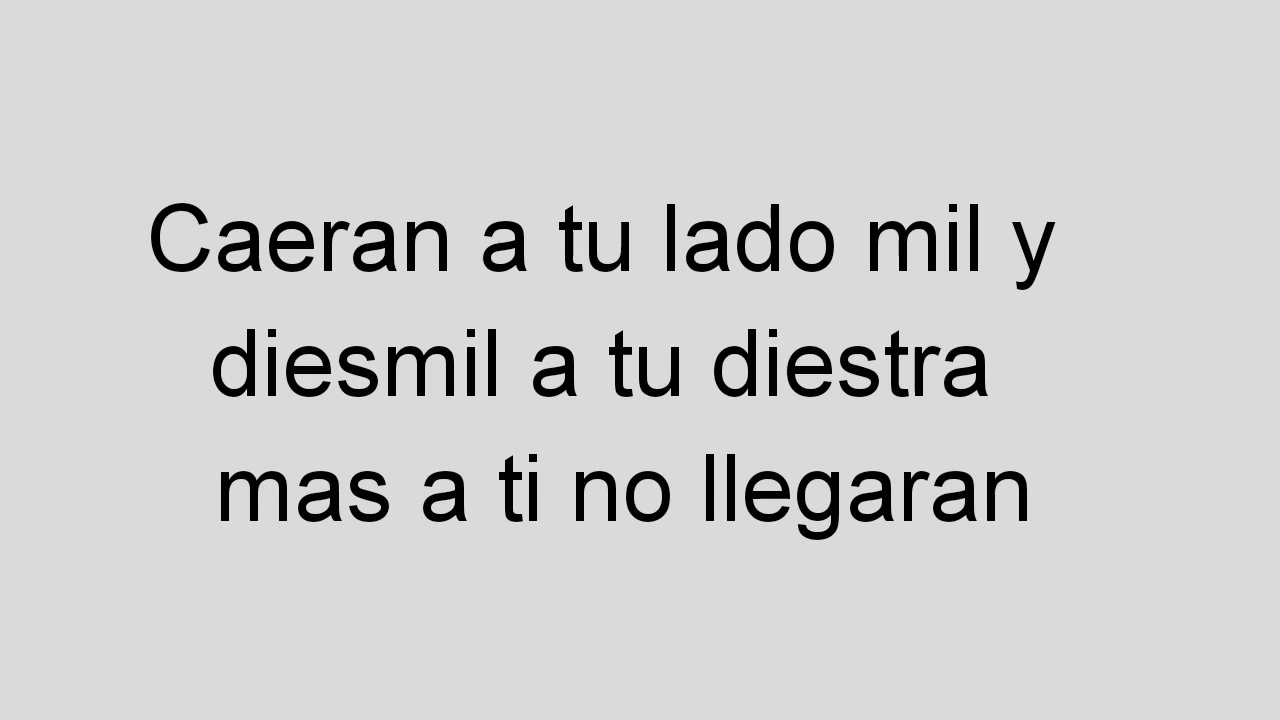 Caeran a tu lado mil y
diesmil a tu diestra
mas a ti no llegaran